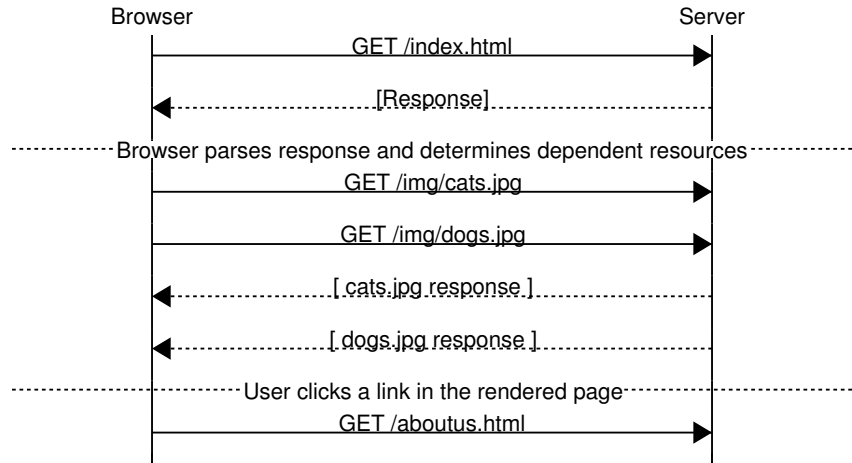 Browser Server
GET /index.html
[Response]
Browser parses response and determines dependent resources
GET /img/cats.jpg
GET /img/dogs.jpg
[ cats.jpg response ]
[ dogs.jpg response ]
User clicks a link in the rendered page
GET /aboutus.html